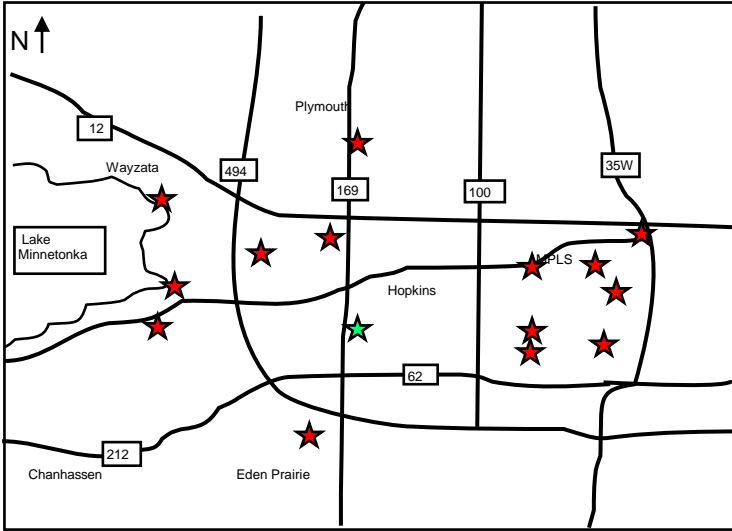 N
Plymouth
12
Wayzata
494
35W
169
100
Lake
Minnetonka
MPLS
Hopkins
62
212
Chanhassen
Eden Prairie